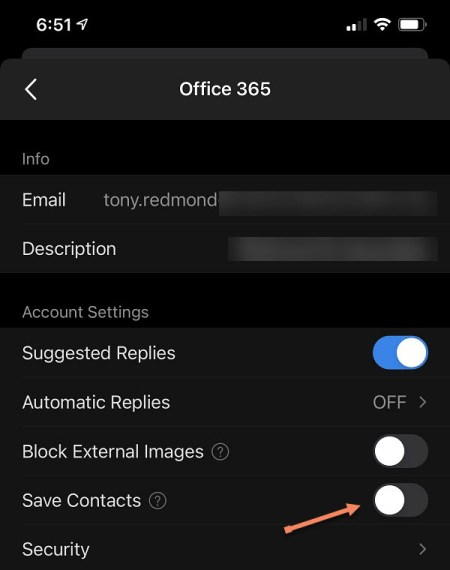 6:51
Office 365
Info
Email tony.redmond
Description
Account Settings
Suggested Replies
Automatic Replies OFF
Block External Images ?
Save Contacts ?
Security